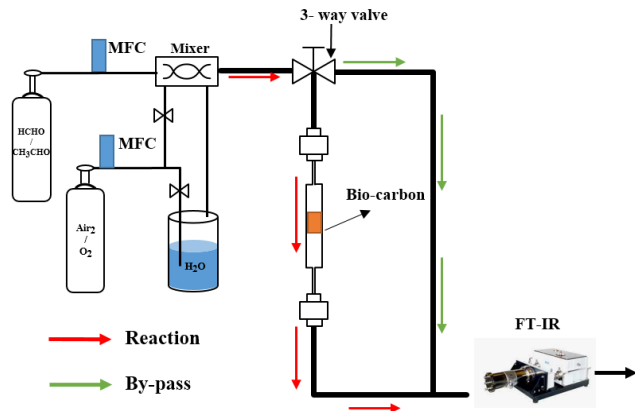 3- way valve
MFC
Mixer
HCHO
/
CH3CHO
MFC
Bio-carbon
Air2
/
O2
H2O
FT-IR
Reaction
By-pass